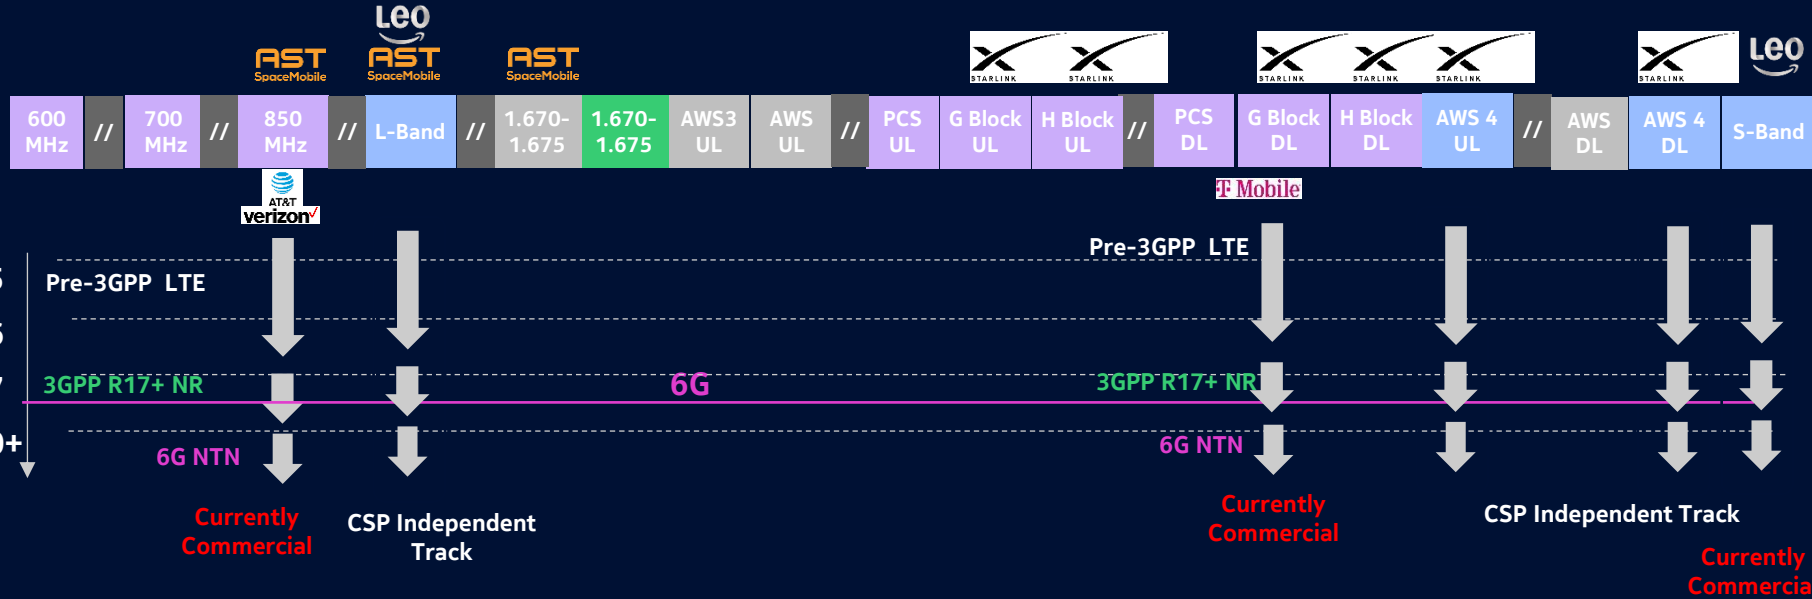 Leo
AST
SpaceMobile
AST
SpaceMobile
AST
SpaceMobile
STARLINK
STARLINK
STARLINK
STARLINK
STARLINK
STARLINK
Leo
600
MHz
//
700
MHz
//
850
MHz
//
L-Band
//
1.670-
1.675
1.670-
1.675
AWS3
UL
AWS
UL
//
PCS
UL
G Block
UL
H Block
UL
//
PCS
DL
G Block
DL
H Block
DL
AWS 4
UL
//
AWS
DL
AWS 4
DL
S-Band
AT&T
verizon
T Mobile
Pre-3GPP LTE
Pre-3GPP LTE
3GPP R17+ NR
6G
3GPP R17+ NR
0+
6G NTN
6G NTN
Currently
Commercial
CSP Independent
Track
Currently
Commercial
CSP Independent Track
Currently
Commercia